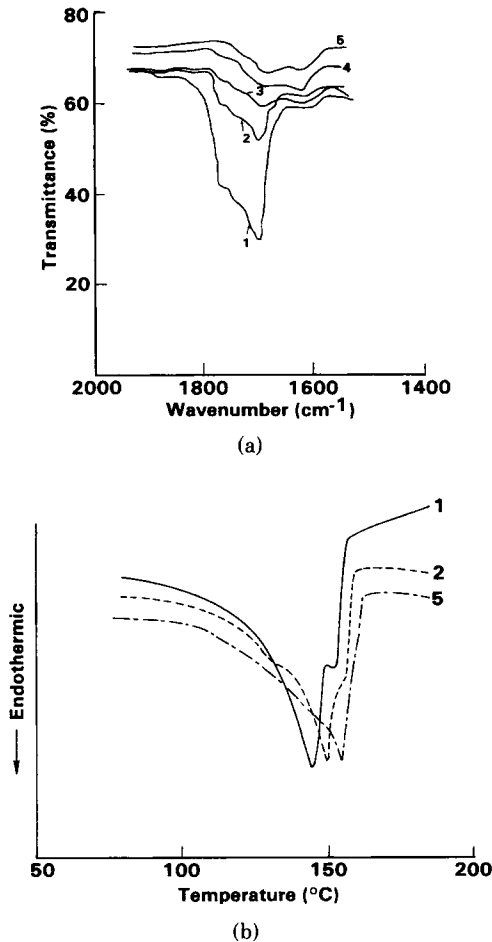 80
60
40
20
Transmittance (%)
5
4
3
2
1
2000 1800 1600 1400
Wavenumber (cm-1)
(a)
1
2
5
Endothermic
50 100 150 200
Temperature (°C)
(b)